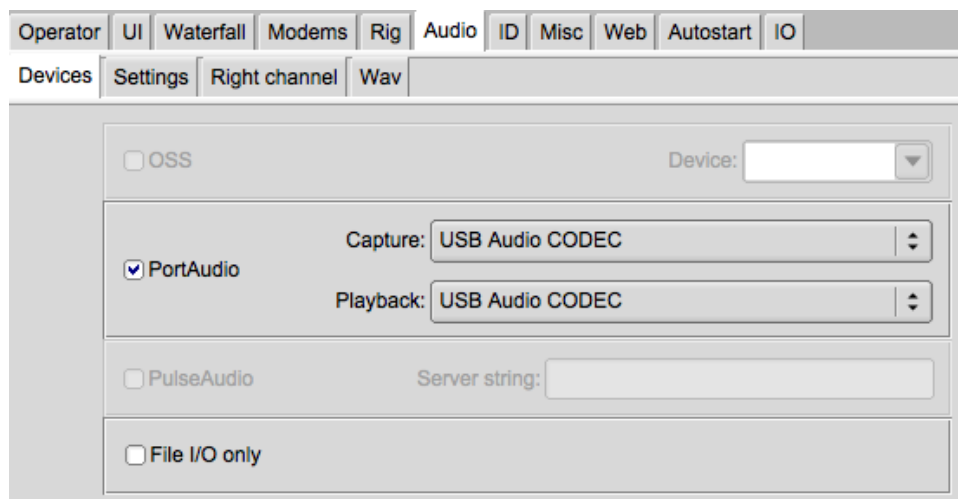 Operator UI Waterfall Modems Rig Audio ID Misc Web Autostart IO
Devices Settings Right channel Wav
OSS Device:
Capture: USB Audio CODEC
PortAudio
Playback: USB Audio CODEC
PulseAudio Server string:
File I/O only